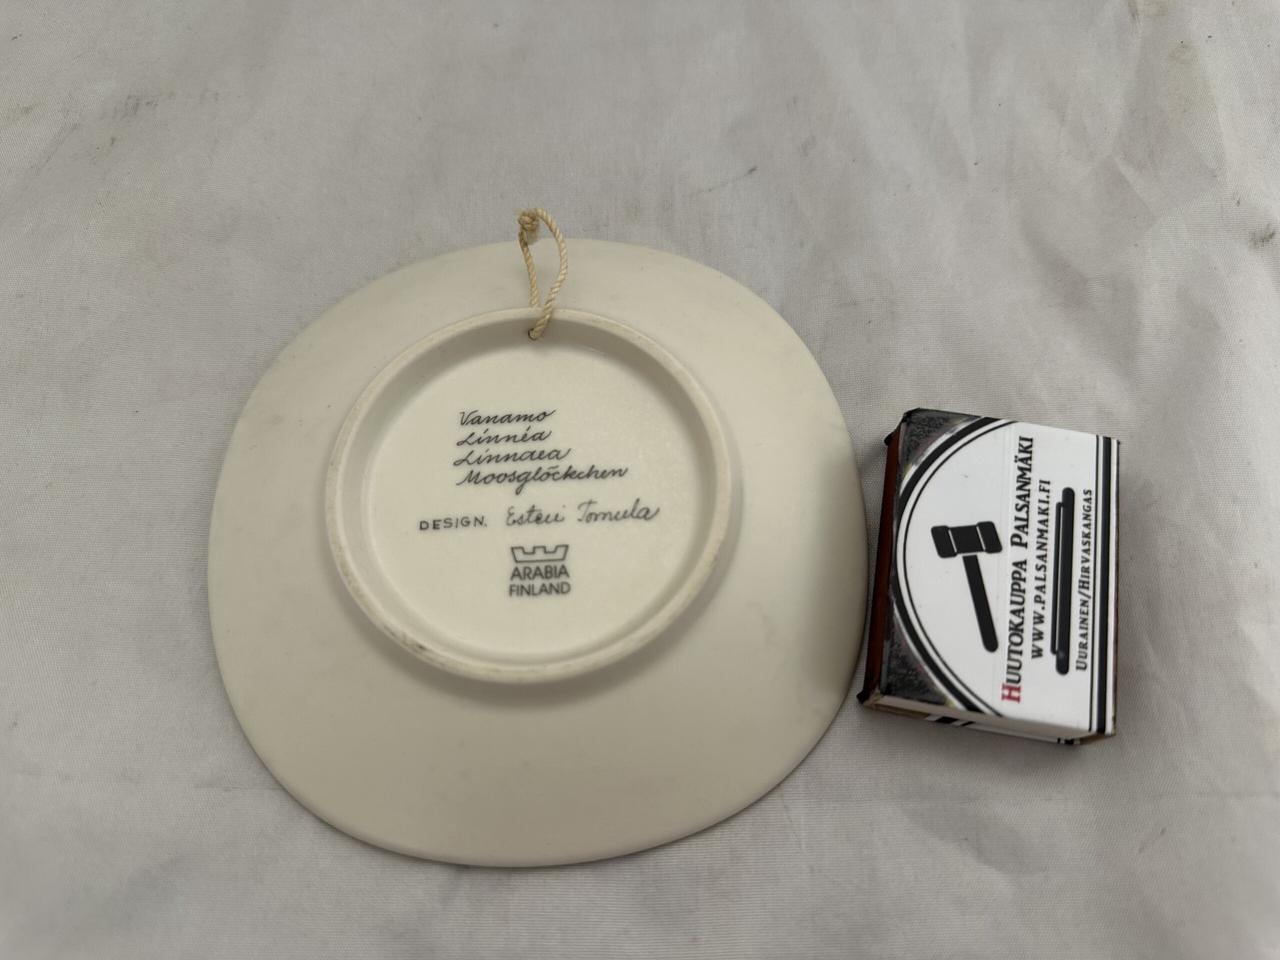 Vanamo
Linnéa
Linnaea
Moosglöckchen
DESIGN. Esteri Tomula
ARABIA
FINLAND
HUUTOKAUPPA PALSANMÄKI
WWW.PALSANMAKI.FI
UURAINEN/HIRVASKANGAS